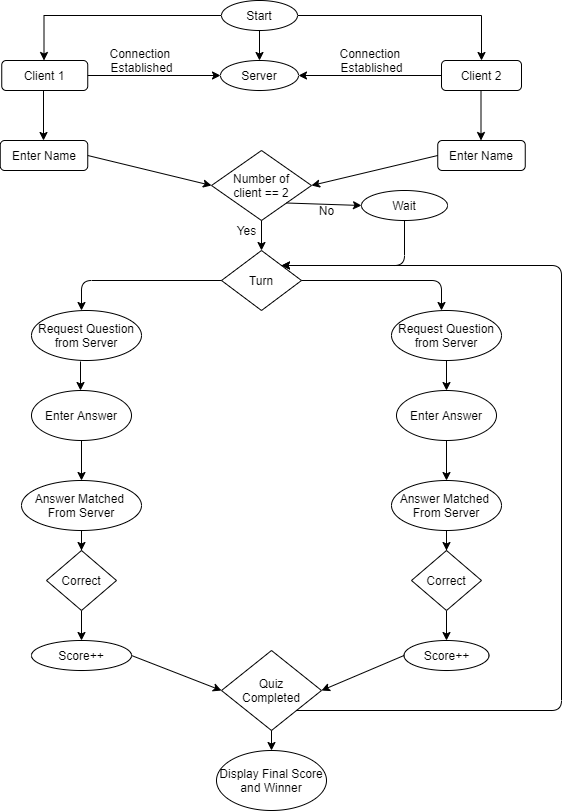 Start
Connection
Established
Connection
Established
Client 1
Server
Client 2
Enter Name
Enter Name
Number of
client == 2
No
Wait
Yes
Turn
Request Question
from Server
Request Question
from Server
Enter Answer
Enter Answer
Answer Matched
From Server
Answer Matched
From Server
Correct
Correct
Score++
Score++
Quiz
Completed
Display Final Score
and Winner